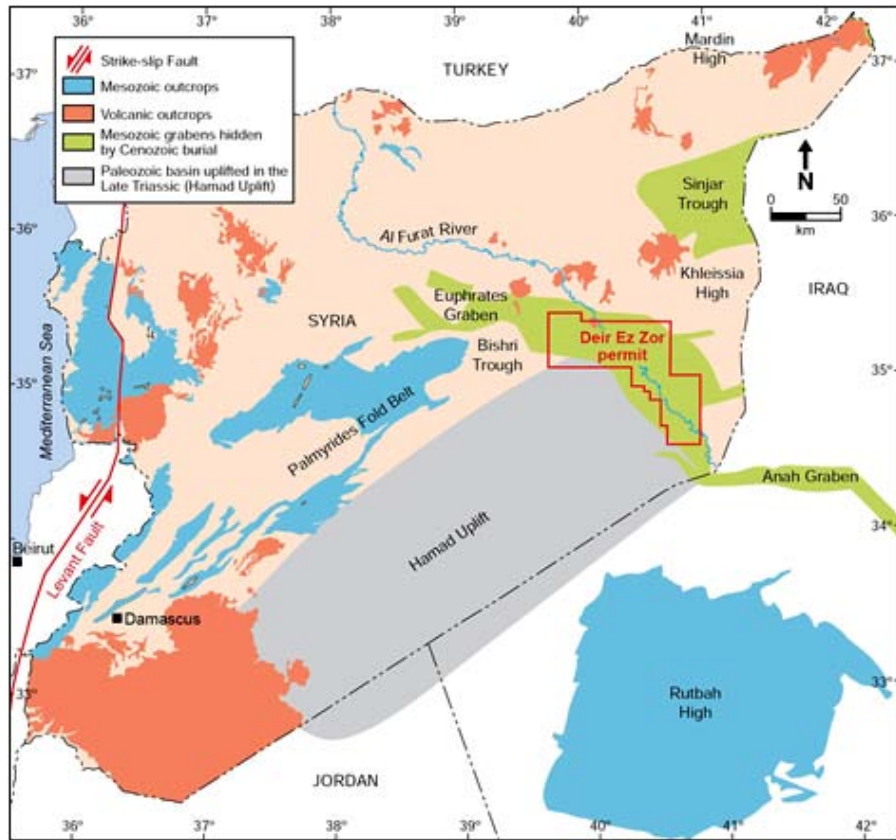 36°
37°
38°
39°
40°
41°
42°
Strike-slip Fault
Mesozoic outcrops
Volcanic outcrops
Mesozoic grabens hidden
by Cenozoic burial
Paleozoic basin uplifted in the
Late Triassic (Hamad Uplift)
TURKEY
Mardin
High
37°
37°
N
0 50
km
Sinjar
Trough
36°
36°
Al Furat River
Khleissia
High
IRAQ
Euphrates
Graben
SYRIA
Bishri
Trough
Deir Ez Zor
permit
Mediterranean Sea
35°
35°
Palmyrides Fold Belt
Anah Graben
34°
Hamad Uplift
Levant Fault
Beirut
Damascus
33°
33°
Rutbah
High
JORDAN
36°
37°
38°
39°
40°
41°
42°